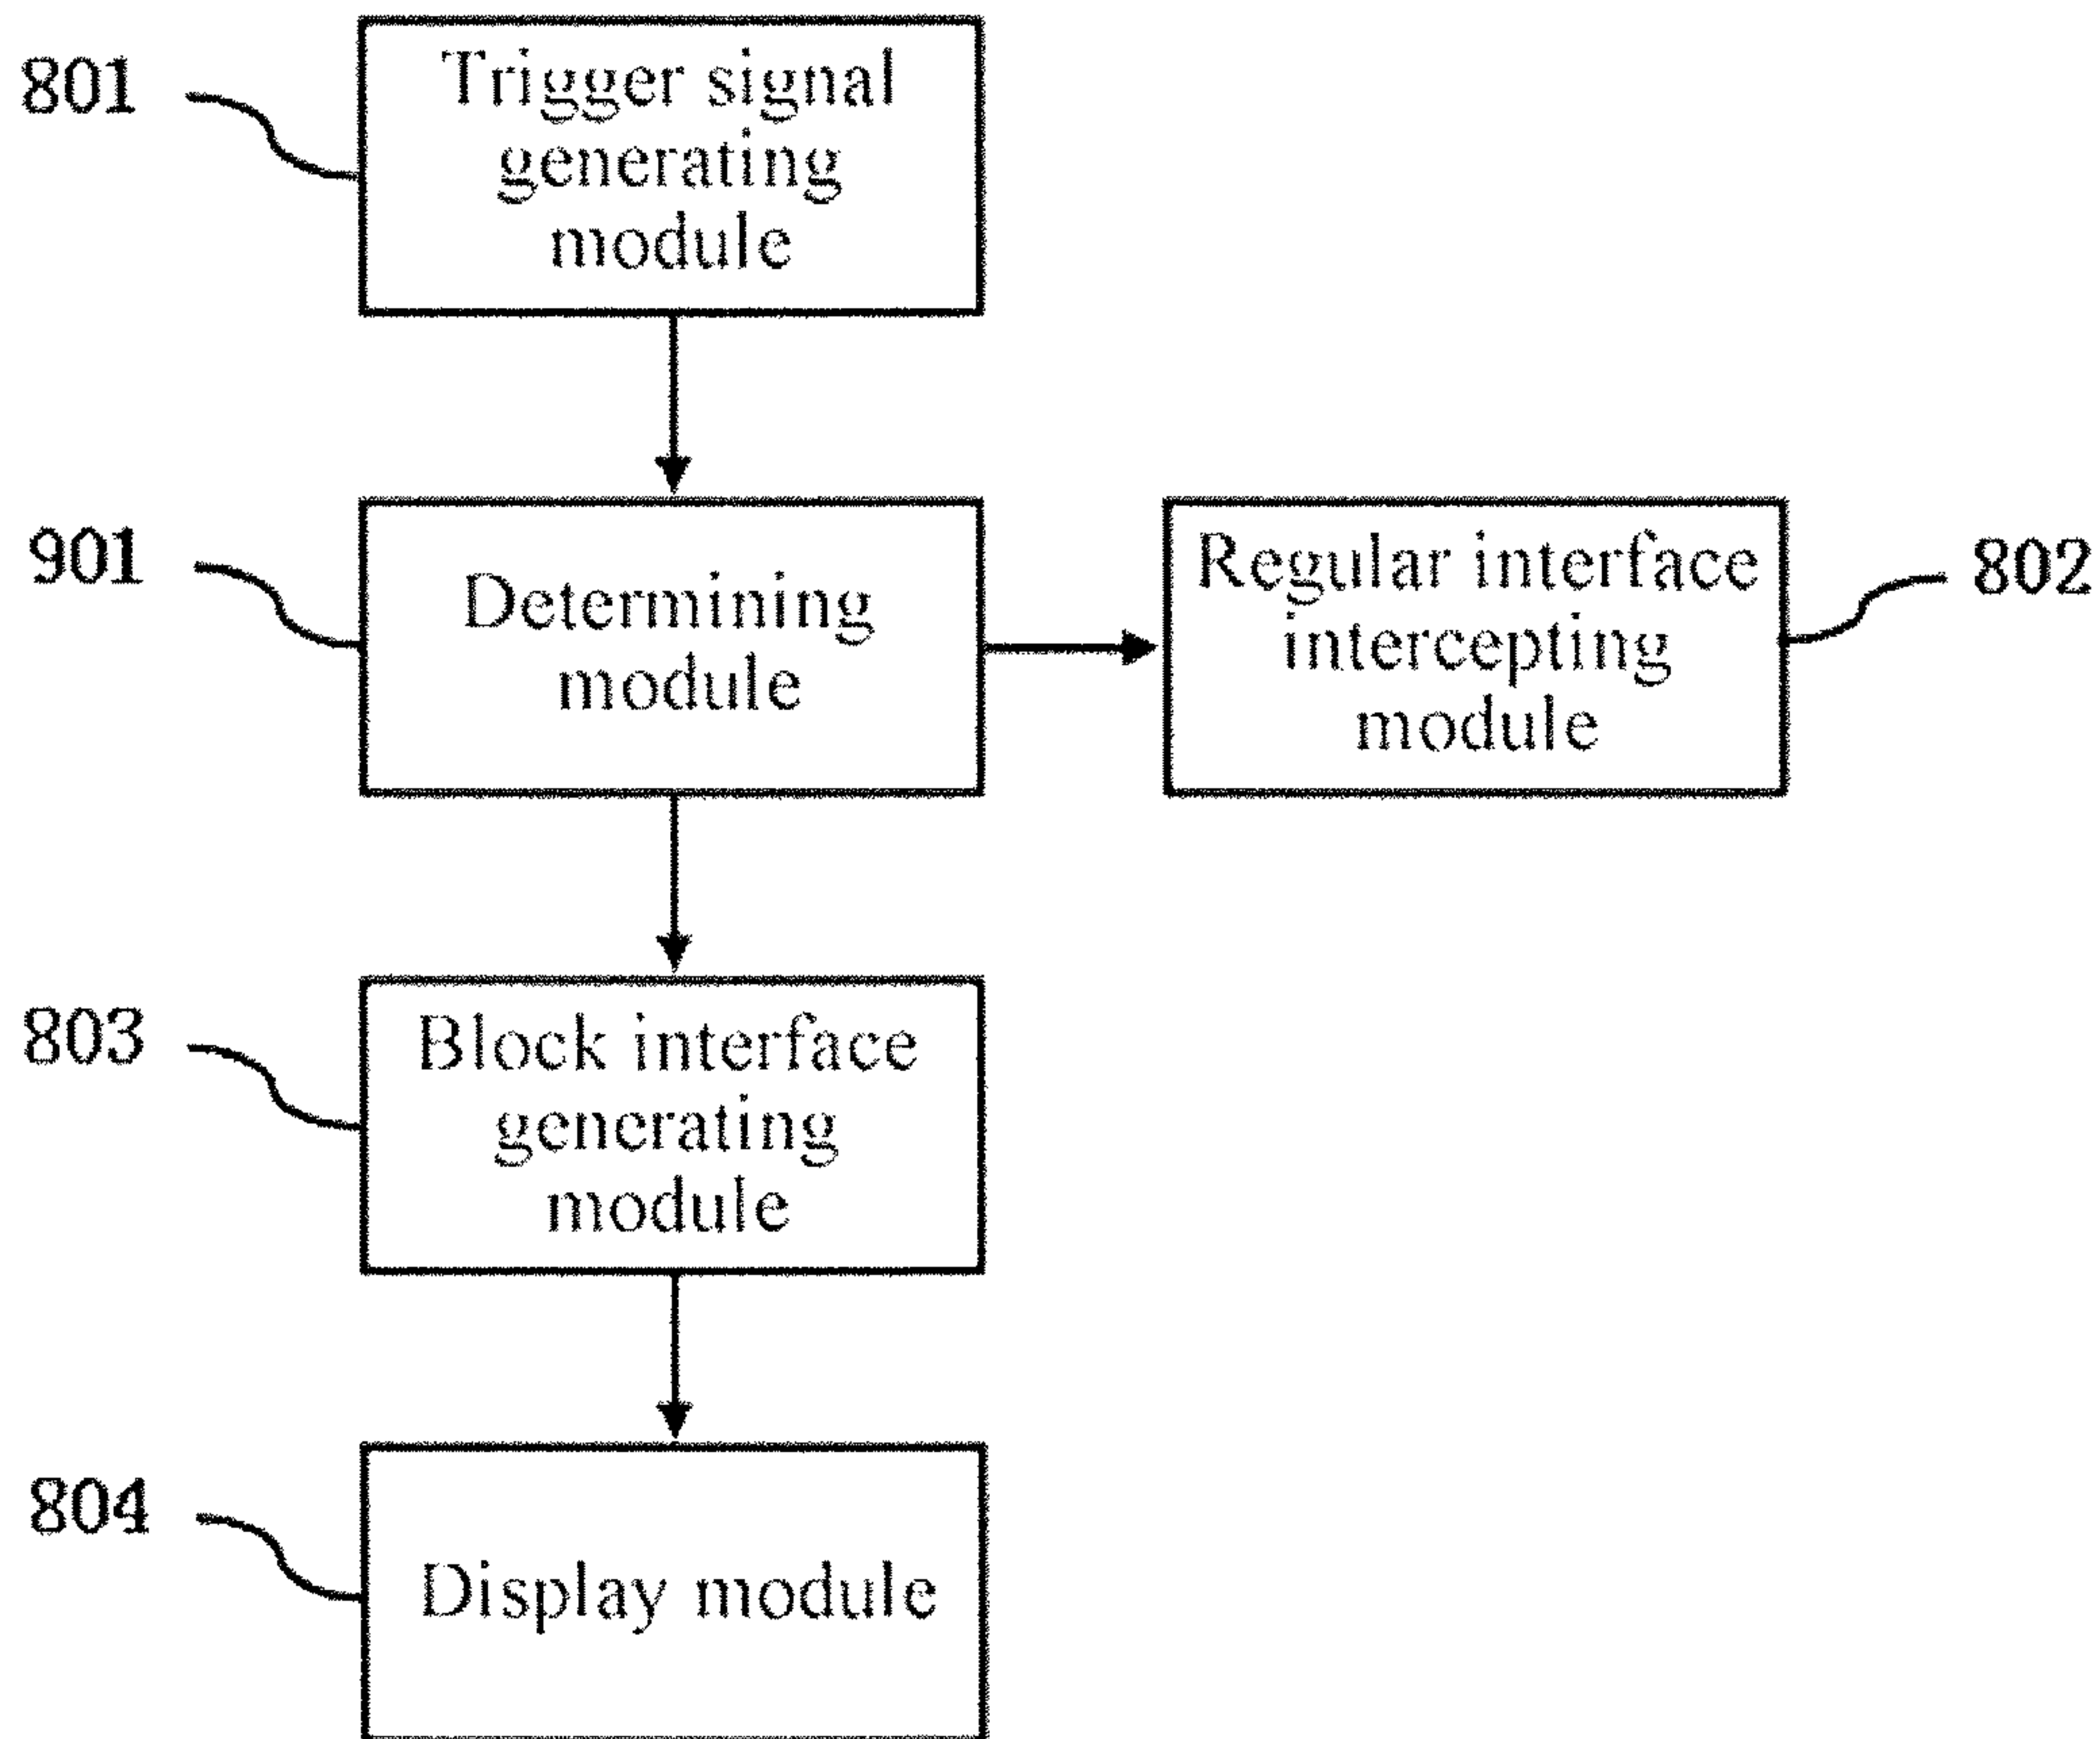 801
Trigger signal
generating
module
901
Determining
module
Regular interface
intercepting
module
802
803
Block interface
generating
module
804
Display module